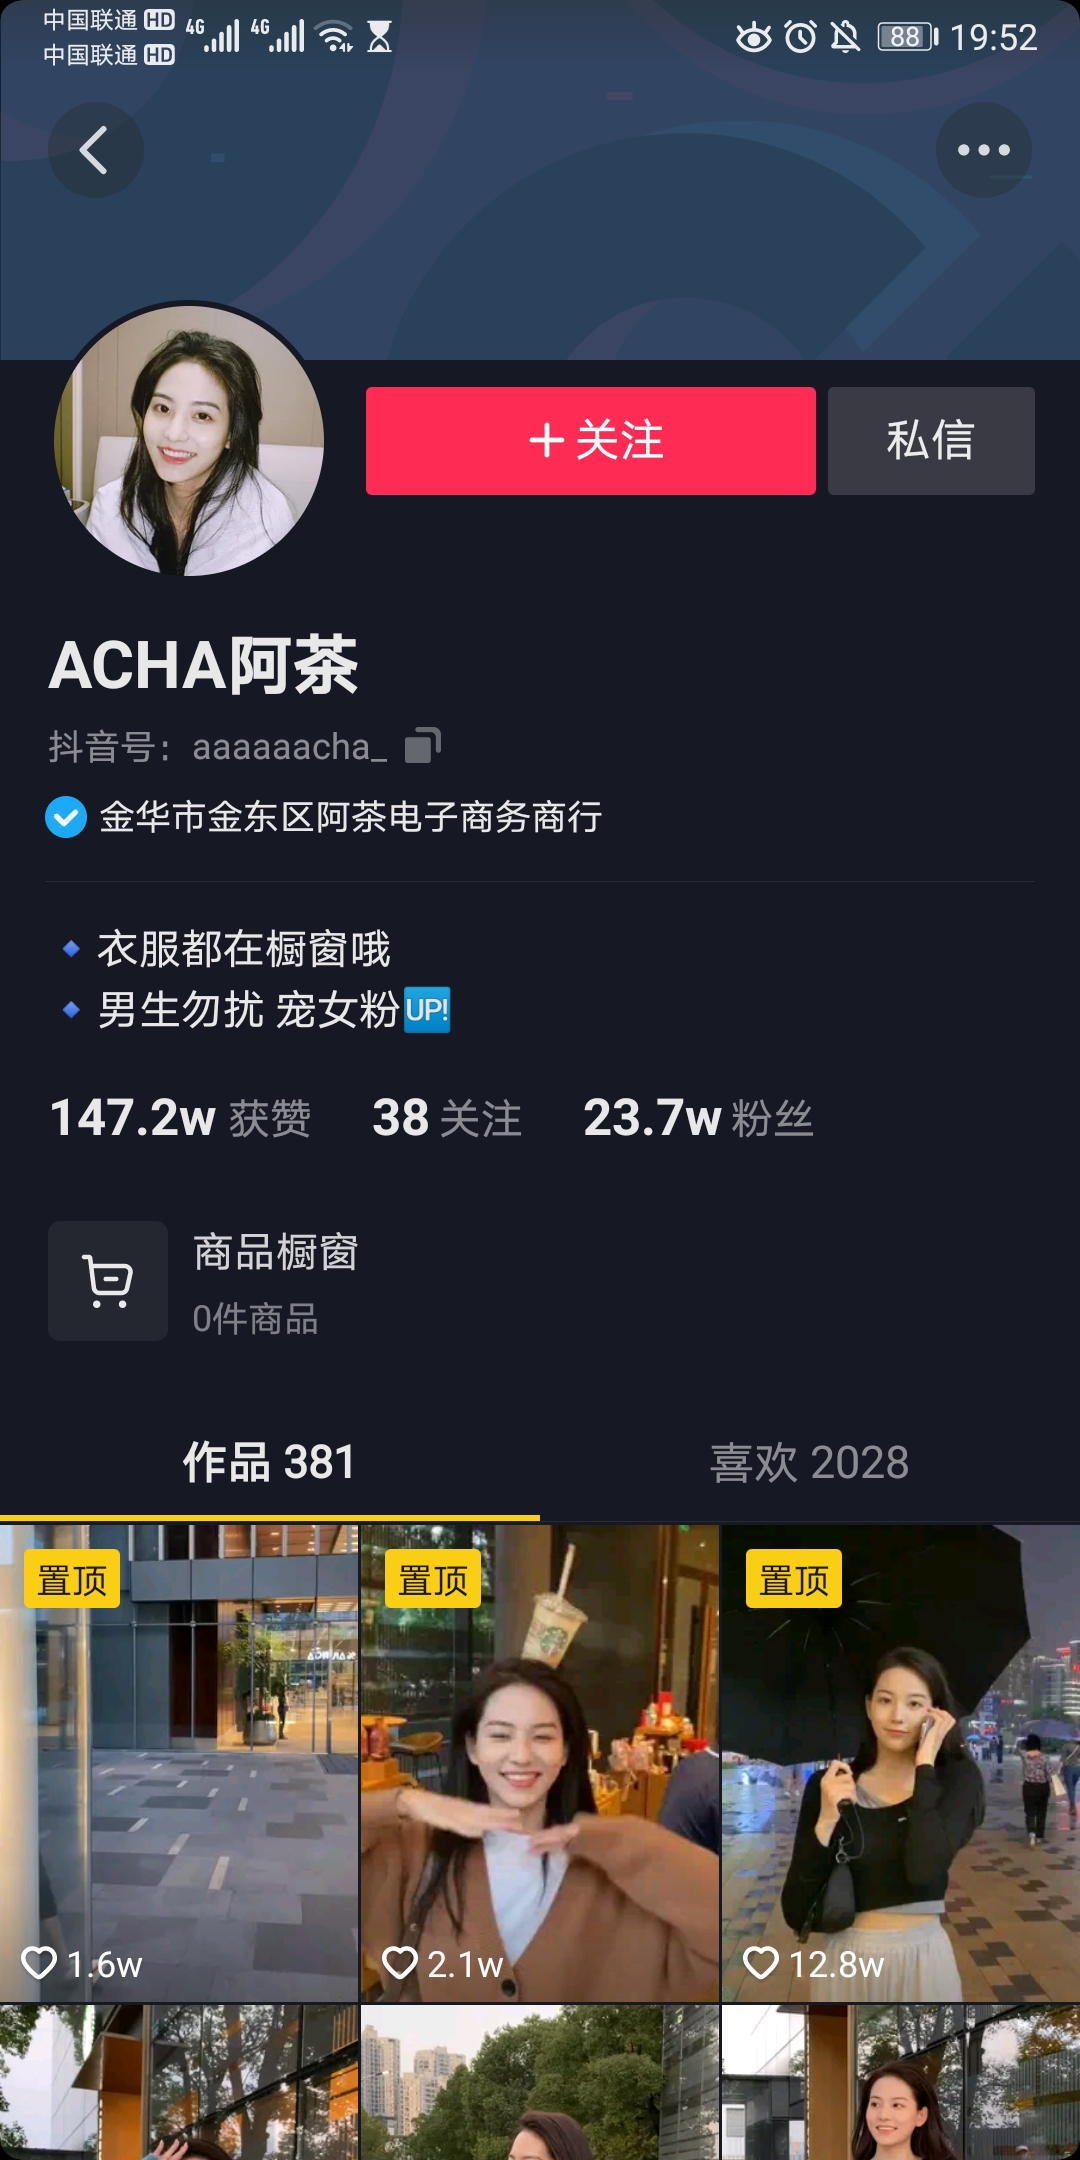 中国联通 HD 4G 4G 88 19:52
中国联通 HD
+ 关注 私信
ACHA阿茶
抖音号：aaaaaacha_
金华市金东区阿茶电子商务商行
衣服都在橱窗哦
男生勿扰 宠女粉UP!
147.2w 获赞 38 关注 23.7w 粉丝
商品橱窗
0件商品
作品 381 喜欢 2028
置顶 置顶 置顶
1.6w 2.1w 12.8w